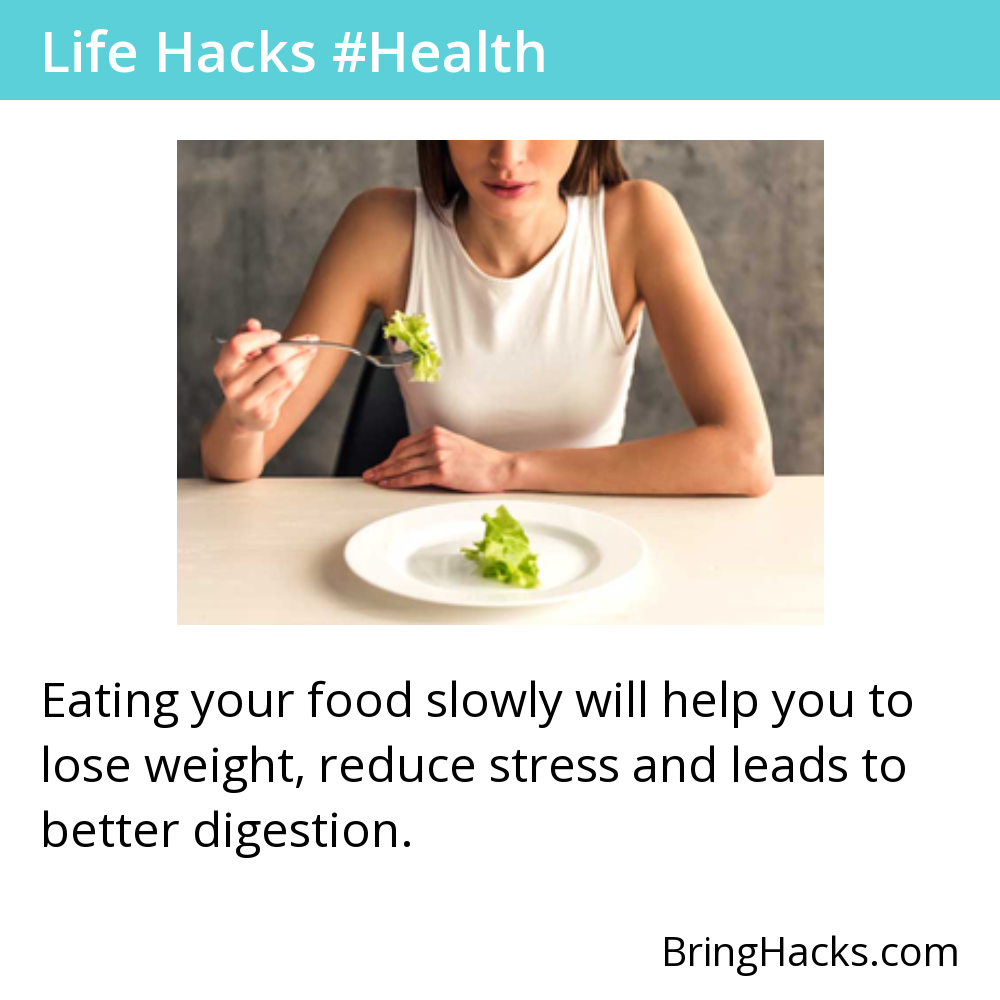 Life Hacks #Health
Eating your food slowly will help you to
lose weight, reduce stress and leads to
better digestion.
BringHacks.com